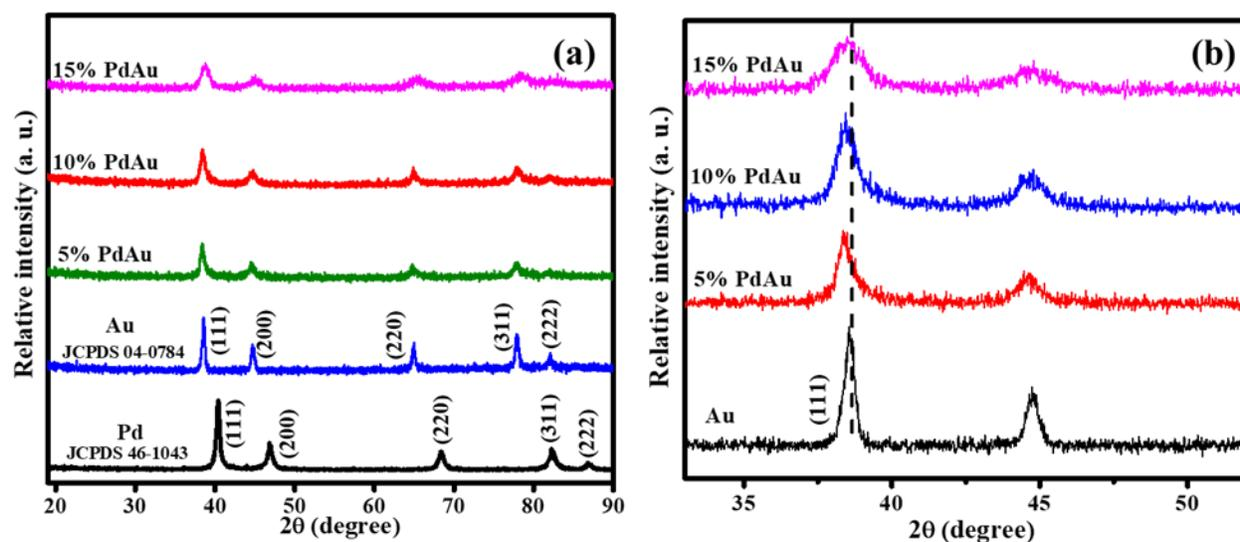 (a)
15% PdAu
10% PdAu
5% PdAu
Au
JCPDS 04-0784
(111)
(200)
(220)
(311)
(222)
Pd
JCPDS 46-1043
(111)
(200)
(220)
(311)
(222)
Relative intensity (a. u.)
20 30 40 50 60 70 80 90
2θ (degree)
(b)
15% PdAu
10% PdAu
5% PdAu
Au
(111)
Relative intensity (a. u.)
35 40 45 50
2θ (degree)